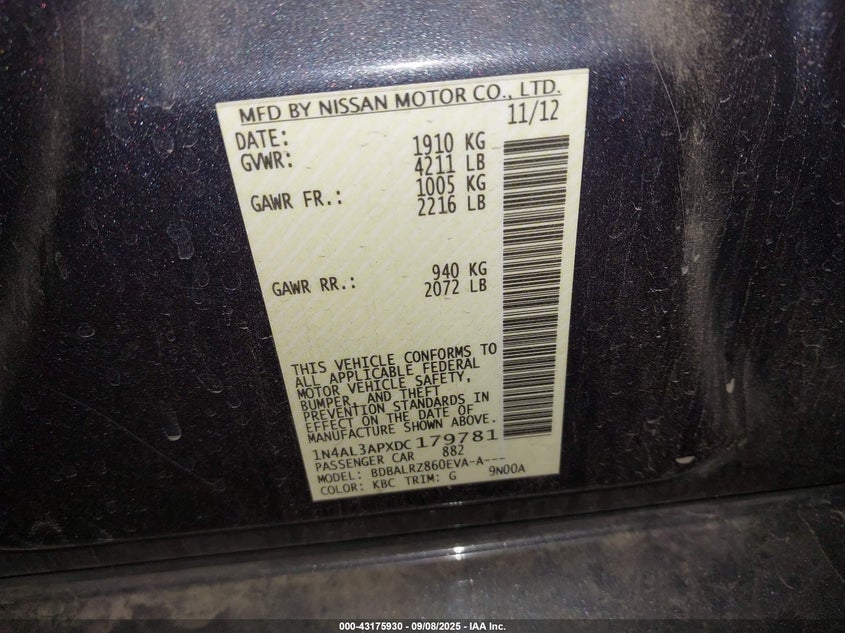 MFD BY NISSAN MOTOR CO., LTD.
DATE: 11/12
GVWR: 1910 KG
4211 LB
GAWR FR.: 1005 KG
2216 LB
GAWR RR.: 940 KG
2072 LB
THIS VEHICLE CONFORMS TO
ALL APPLICABLE FEDERAL
MOTOR VEHICLE SAFETY,
BUMPER, AND THEFT
PREVENTION STANDARDS IN
EFFECT ON THE DATE OF
MANUFACTURE SHOWN ABOVE.
1N4AL3APXDC179781
PASSENGER CAR 882
MODEL: BDBALRZ860EVA-A---
COLOR: KBC TRIM: G 9N00A
000-43175930 - 09/08/2025 - IAA Inc.